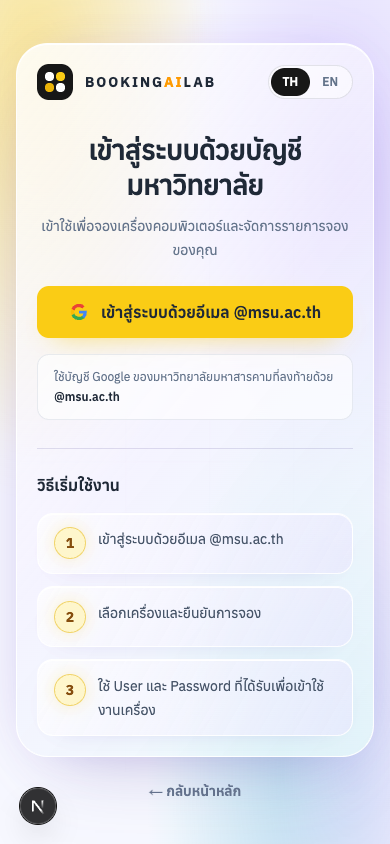 BOOKINGAILAB
TH EN
เข้าสู่ระบบด้วยบัญชี
มหาวิทยาลัย
เข้าใช้เพื่อจองเครื่องคอมพิวเตอร์และจัดการรายการจอง
ของคุณ
เข้าสู่ระบบด้วยอีเมล @msu.ac.th
ใช้บัญชี Google ของมหาวิทยาลัยมหาสารคามที่ลงท้ายด้วย
@msu.ac.th
วิธีเริ่มใช้งาน
1 เข้าสู่ระบบด้วยอีเมล @msu.ac.th
2 เลือกเครื่องและยืนยันการจอง
3 ใช้ User และ Password ที่ได้รับเพื่อเข้าใช้
งานเครื่อง
← กลับหน้าหลัก
N